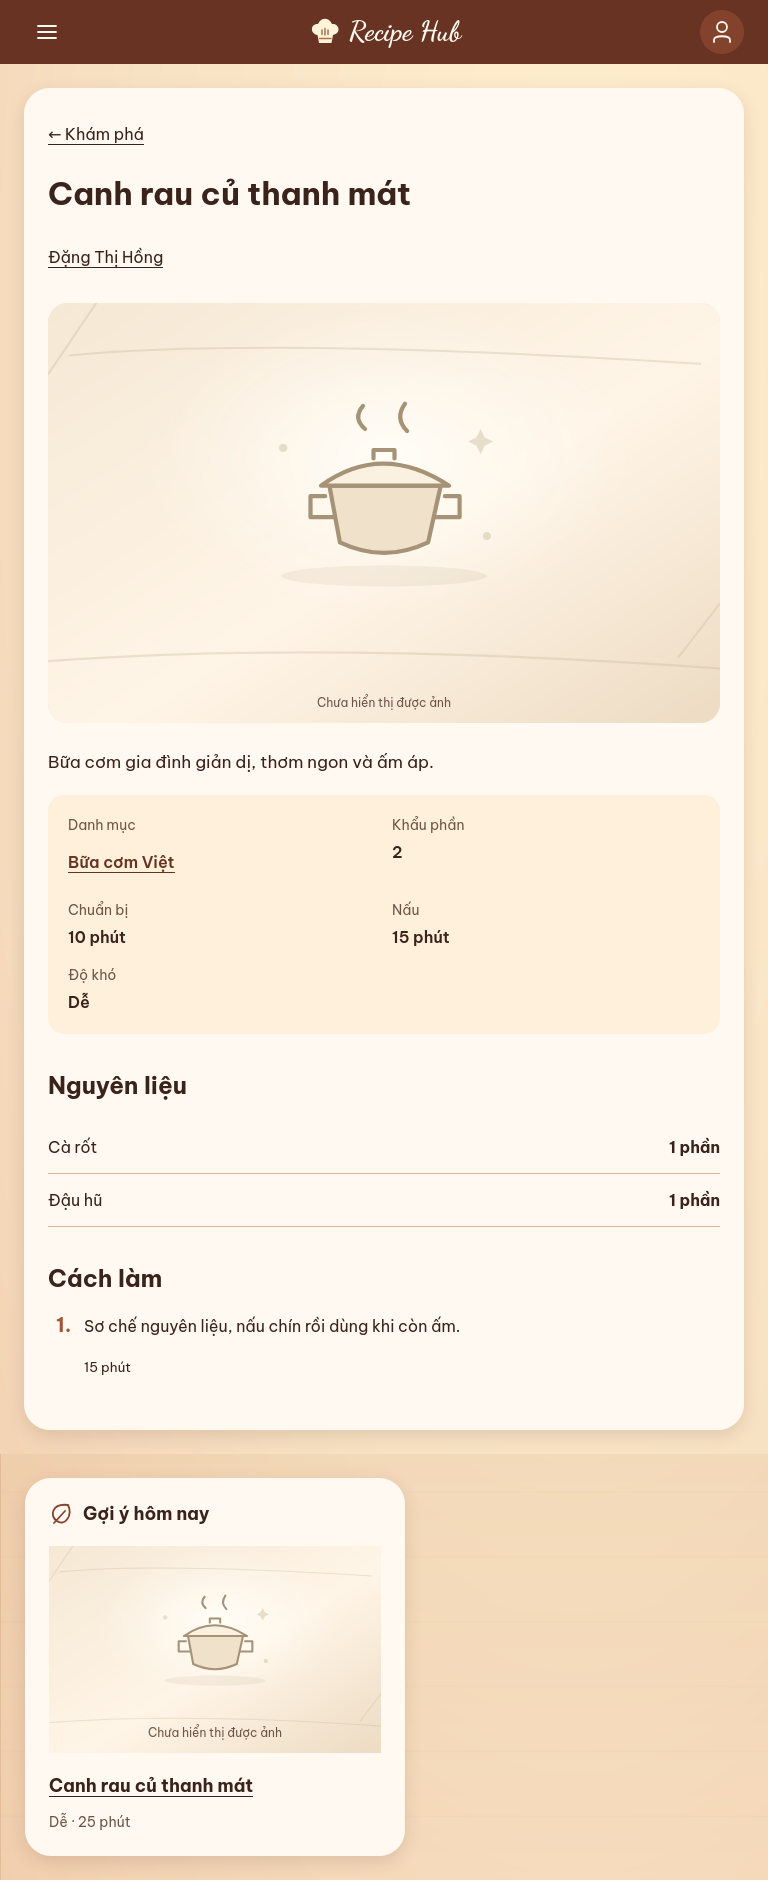 Recipe Hub
← Khám phá
Canh rau củ thanh mát
Đặng Thị Hồng
Chưa hiển thị được ảnh
Bữa cơm gia đình giản dị, thơm ngon và ấm áp.
Danh mục
Bữa cơm Việt
Khẩu phần
2
Chuẩn bị
10 phút
Nấu
15 phút
Độ khó
Dễ
Nguyên liệu
Cà rốt 1 phần
Đậu hũ 1 phần
Cách làm
1. Sơ chế nguyên liệu, nấu chín rồi dùng khi còn ấm.
15 phút
Gợi ý hôm nay
Chưa hiển thị được ảnh
Canh rau củ thanh mát
Dễ · 25 phút